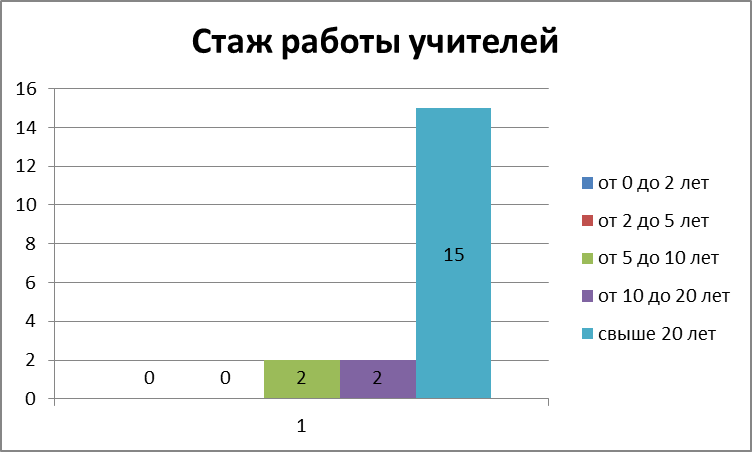 Стаж работы учителей
16
14
12
10
8
6
4
2
0
0
0
2
2
15
1
от 0 до 2 лет
от 2 до 5 лет
от 5 до 10 лет
от 10 до 20 лет
свыше 20 лет